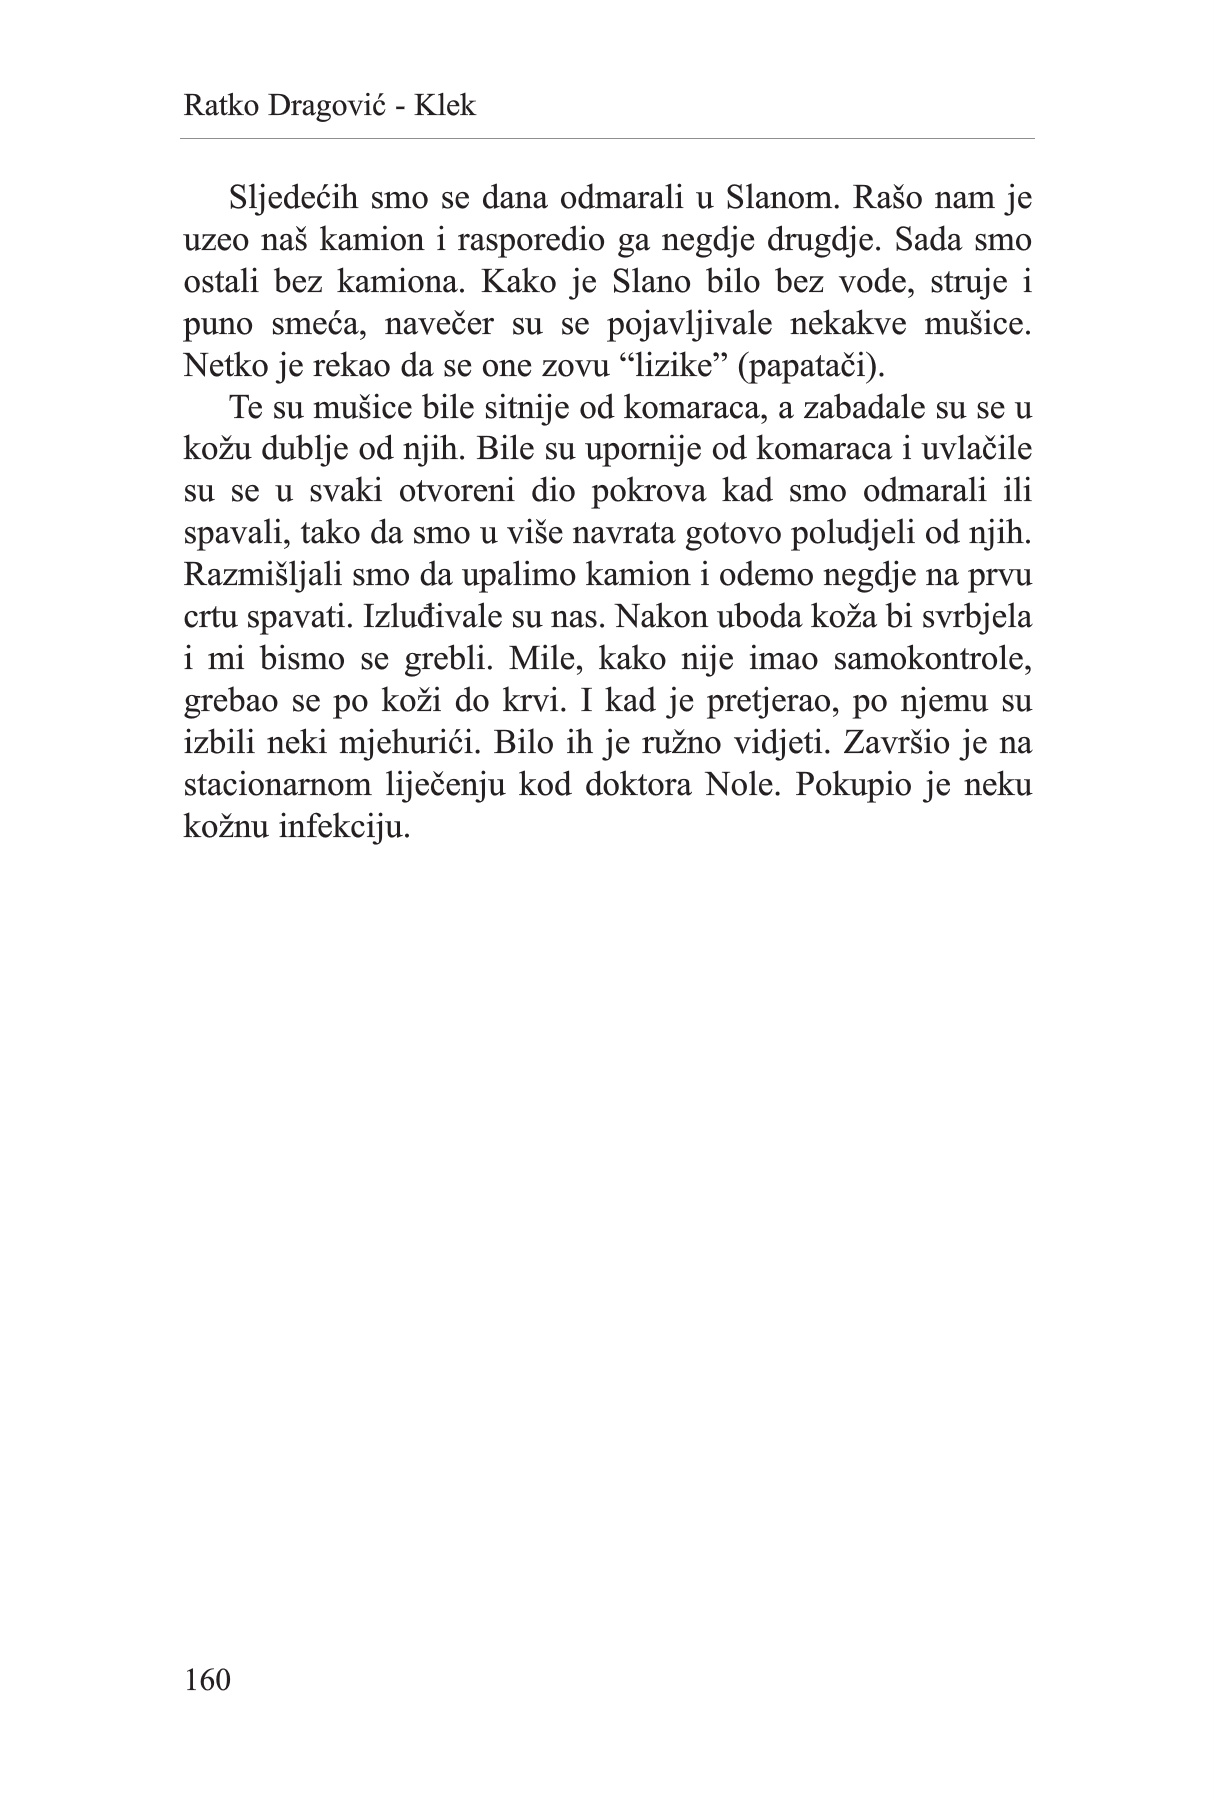 Ratko Dragović - Klek
Sljedećih smo se dana odmarali u Slanom. Rašo nam je
uzeo naš kamion i rasporedio ga negdje drugdje. Sada smo
ostali bez kamiona. Kako je Slano bilo bez vode, struje i
puno smeća, navečer su se pojavljivale nekakve mušice.
Netko je rekao da se one zovu “lizike” (papatači).
Te su mušice bile sitnije od komaraca, a zabadale su se u
kožu dublje od njih. Bile su upornije od komaraca i uvlačile
su se u svaki otvoreni dio pokrova kad smo odmarali ili
spavali, tako da smo u više navrata gotovo poludjeli od njih.
Razmišljali smo da upalimo kamion i odemo negdje na prvu
crtu spavati. Izluđivale su nas. Nakon uboda koža bi svrbjela
i mi bismo se grebli. Mile, kako nije imao samokontrole,
grebao se po koži do krvi. I kad je pretjerao, po njemu su
izbili neki mjehurići. Bilo ih je ružno vidjeti. Završio je na
stacionarnom liječenju kod doktora Nole. Pokupio je neku
kožnu infekciju.
160